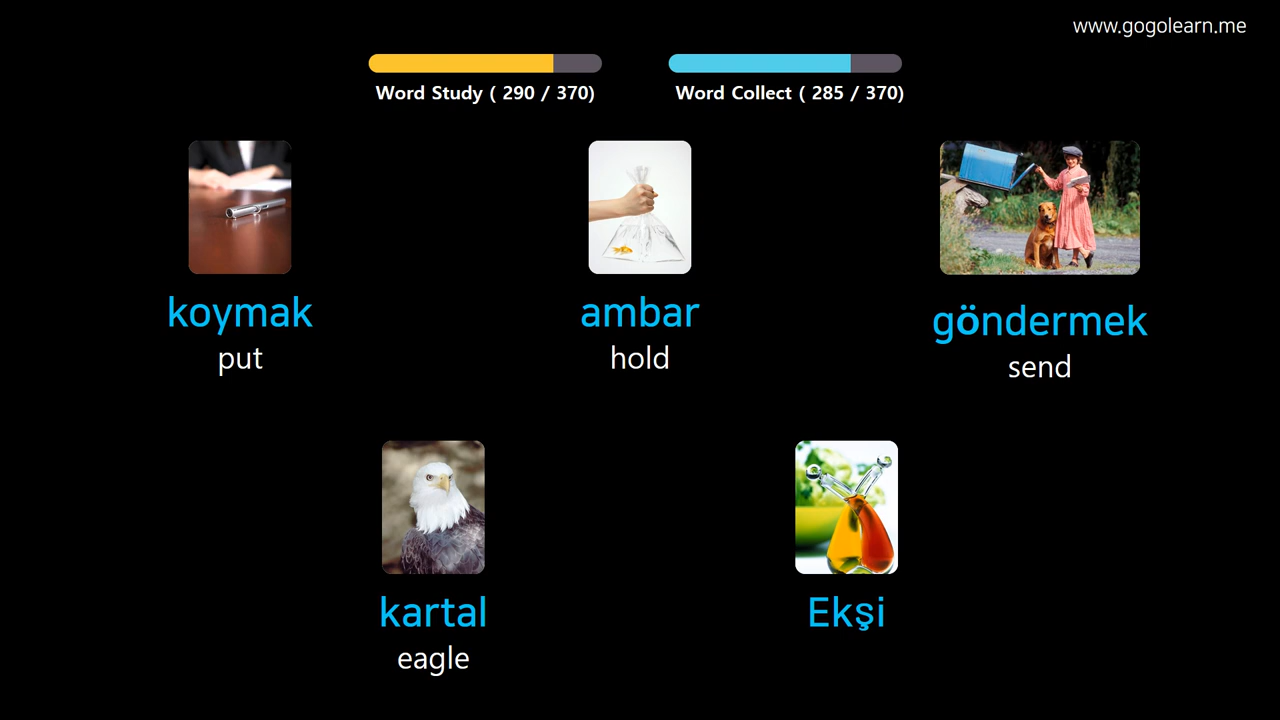 www.gogolearn.me
Word Study ( 290 / 370)
Word Collect ( 285 / 370)
koymak
put
ambar
hold
göndermek
send
kartal
eagle
Ekşi